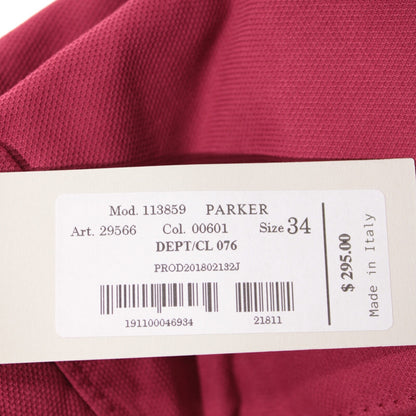 Mod. 113859 PARKER
Art. 29566 Col. 00601 Size 34
DEPT/CL 076
PROD201802132J
191100046934 21811
$ 295.00
Made in Italy